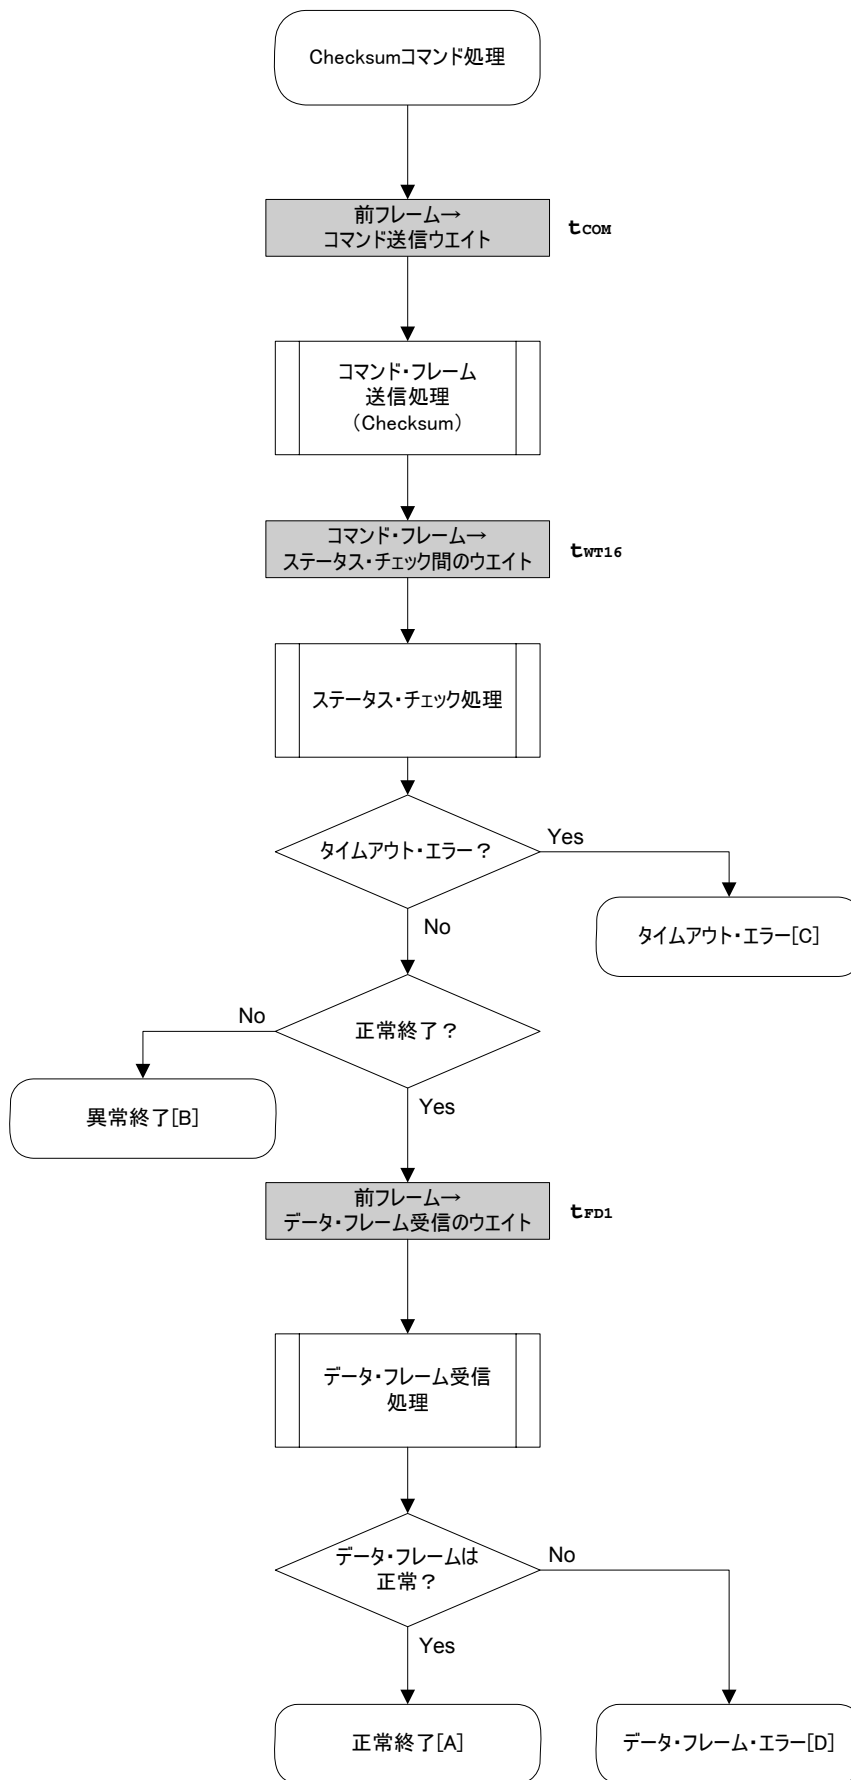 Checksumコマンド処理
前フレーム→
コマンド送信ウエイト
tCOM
コマンド・フレーム
送信処理
（Checksum）
コマンド・フレーム→
ステータス・チェック間のウエイト
tWT16
ステータス・チェック処理
タイムアウト・エラー？
Yes
タイムアウト・エラー[C]
No
正常終了？
No
異常終了[B]
Yes
前フレーム→
データ・フレーム受信のウエイト
tFD1
データ・フレーム受信
処理
データ・フレームは
正常？
No
Yes
正常終了[A]
データ・フレーム・エラー[D]